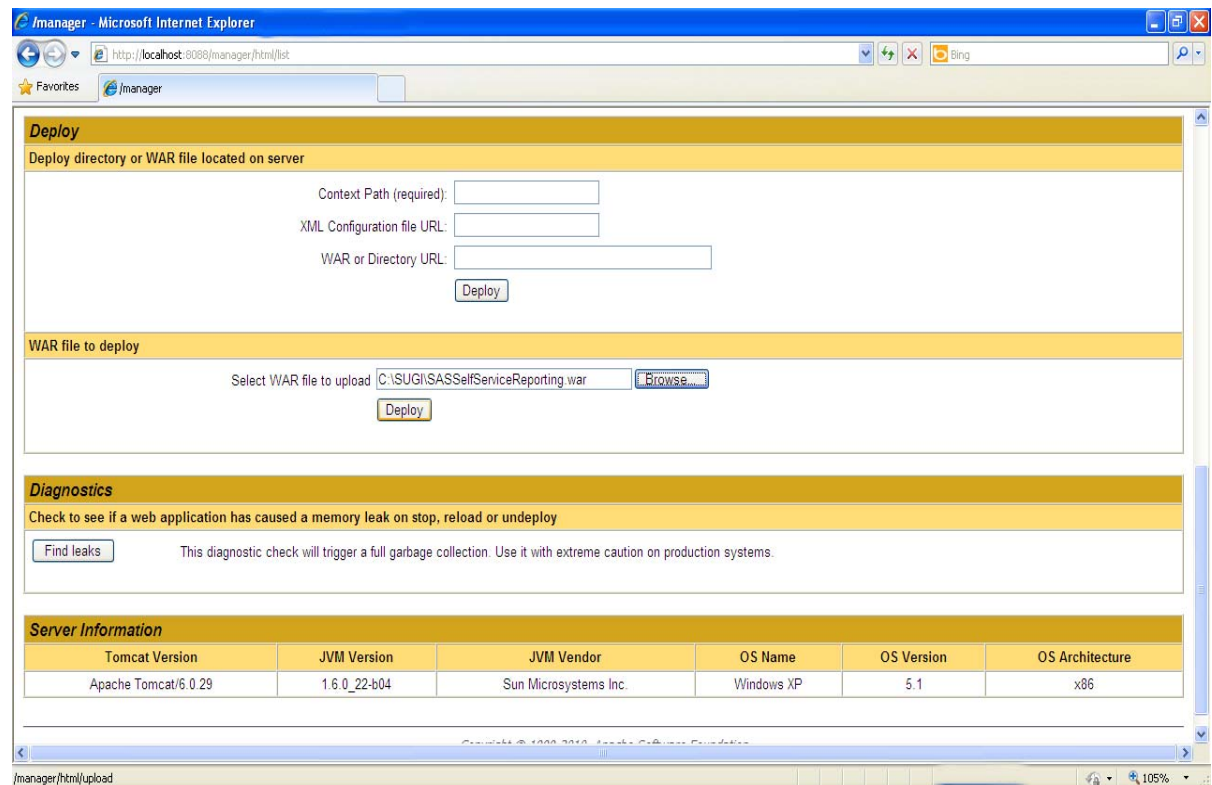 /manager - Microsoft Internet Explorer
http://localhost:8088/manager/html/list
Bing
Favorites
/manager
Deploy
Deploy directory or WAR file located on server
Context Path (required):
XML Configuration file URL:
WAR or Directory URL:
Deploy
WAR file to deploy
Select WAR file to upload C:\SUGI\SASSelfServiceReporting.war Browse...
Deploy
Diagnostics
Check to see if a web application has caused a memory leak on stop, reload or undeploy
Find leaks This diagnostic check will trigger a full garbage collection. Use it with extreme caution on production systems.
Server Information
Tomcat Version JVM Version JVM Vendor OS Name OS Version OS Architecture
Apache Tomcat/6.0.29 1.6.0_22-b04 Sun Microsystems Inc. Windows XP 5.1 x86
Copyright © 1999-2010, Apache Software Foundation
/manager/html/upload
105%